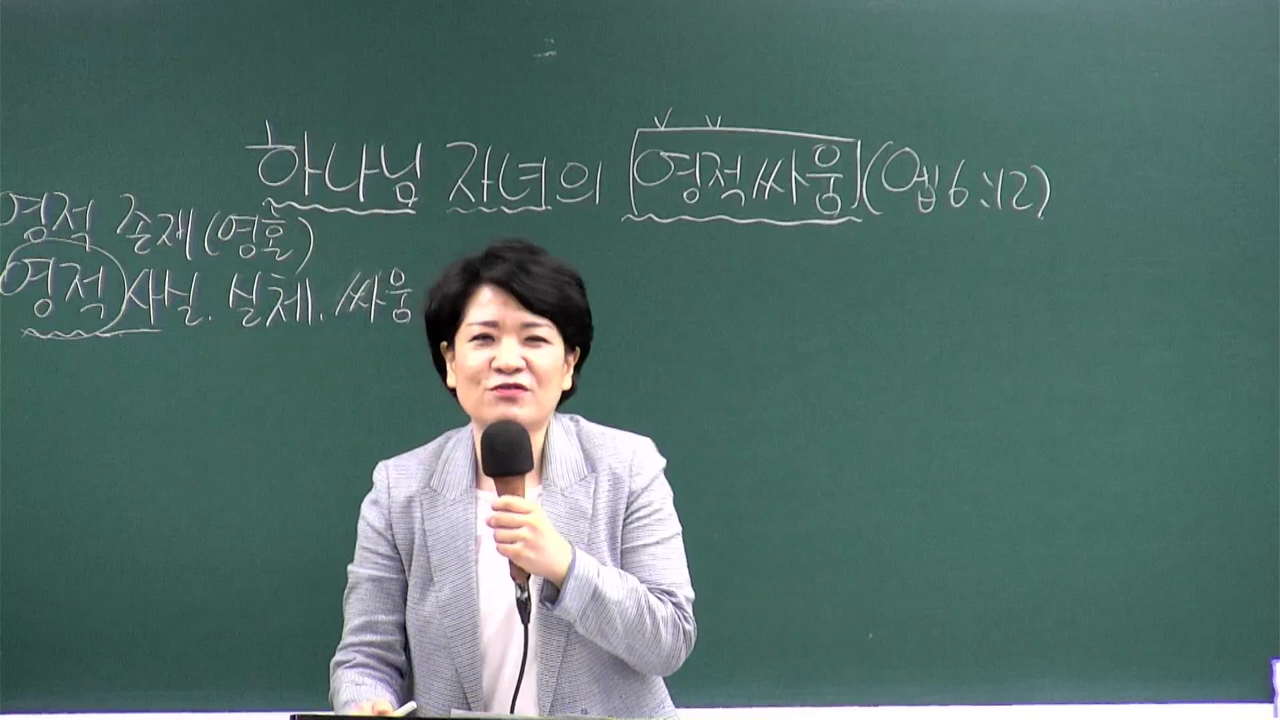 하나님 자녀의 영적싸움(엡6:12)
영적 존재(영혼)
영적사실. 실체. 싸움